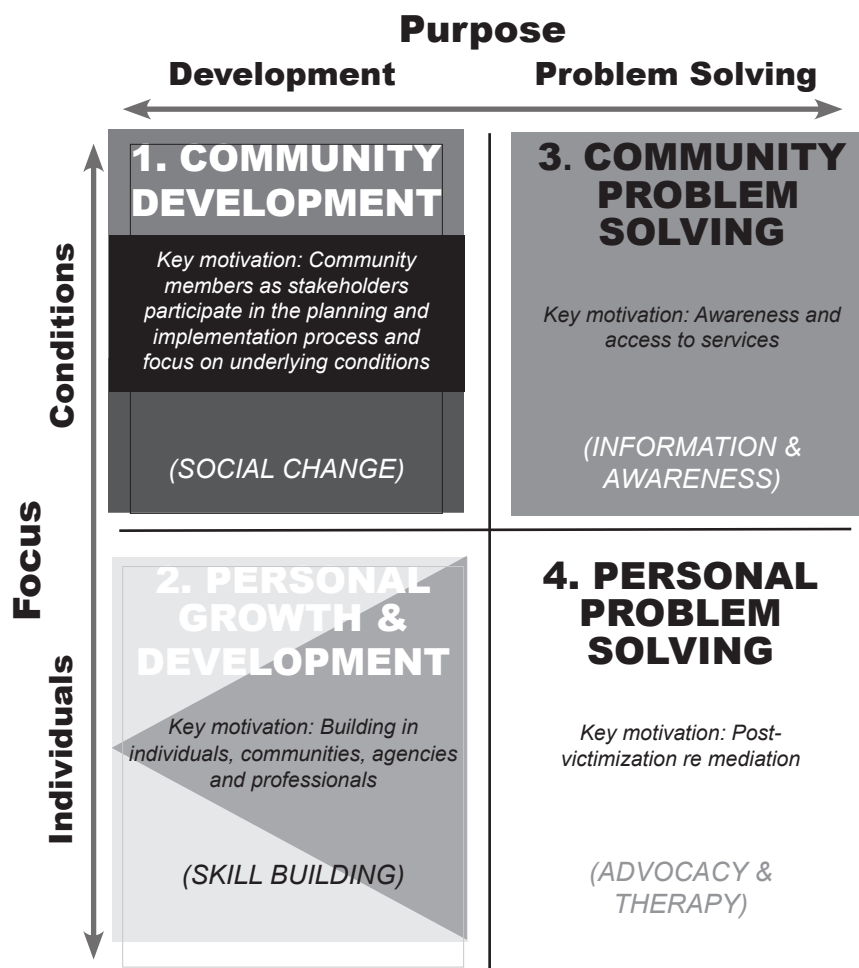 Purpose
Development
Problem Solving
Focus
Conditions
Individuals
1. COMMUNITY
DEVELOPMENT
Key motivation: Community
members as stakeholders
participate in the planning and
implementation process and
focus on underlying conditions
(SOCIAL CHANGE)
3. COMMUNITY
PROBLEM
SOLVING
Key motivation: Awareness and
access to services
(INFORMATION &
AWARENESS)
2. PERSONAL
GROWTH &
DEVELOPMENT
Key motivation: Building in
individuals, communities, agencies
and professionals
(SKILL BUILDING)
4. PERSONAL
PROBLEM
SOLVING
Key motivation: Post-
victimization re mediation
(ADVOCACY &
THERAPY)